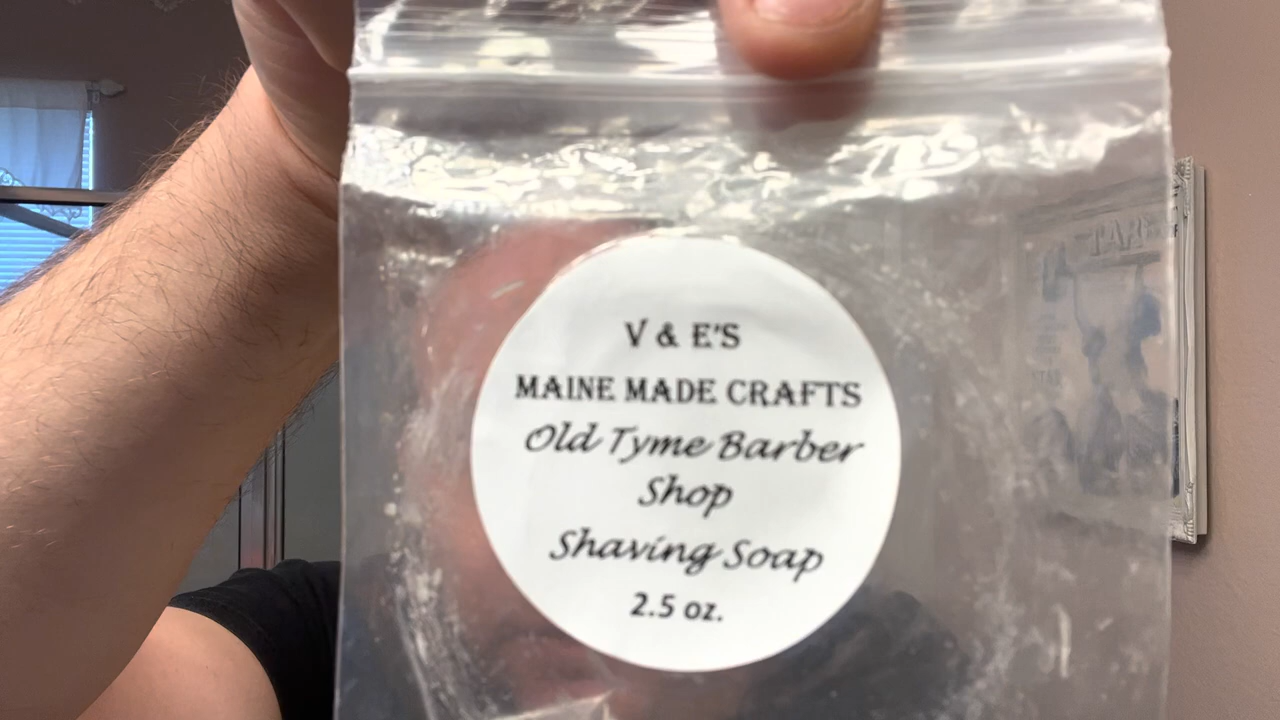 V & E'S
MAINE MADE CRAFTS
Old Tyme Barber
Shop
Shaving Soap
2.5 oz.